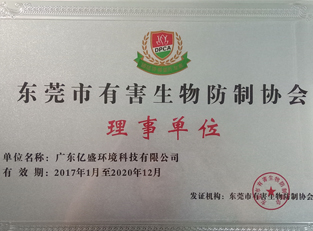 DPCA
东莞市有害生物防制协会
理事单位
单位名称：广东亿盛环境科技有限公司
有 效 期：2017年1月至2020年12月
发证机构：东莞市有害生物防制协会